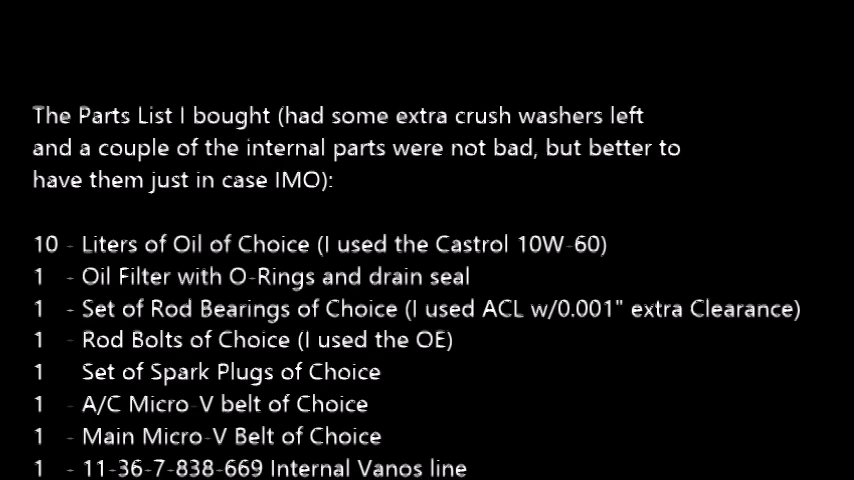 The Parts List I bought (had some extra crush washers left
and a couple of the internal parts were not bad, but better to
have them just in case IMO):
10 - Liters of Oil of Choice (I used the Castrol 10W-60)
1 - Oil Filter with O-Rings and drain seal
1 - Set of Rod Bearings of Choice (I used ACL w/0.001" extra Clearance)
1 - Rod Bolts of Choice (I used the OE)
1 Set of Spark Plugs of Choice
1 - A/C Micro-V belt of Choice
1 - Main Micro-V Belt of Choice
1 - 11-36-7-838-669 Internal Vanos line